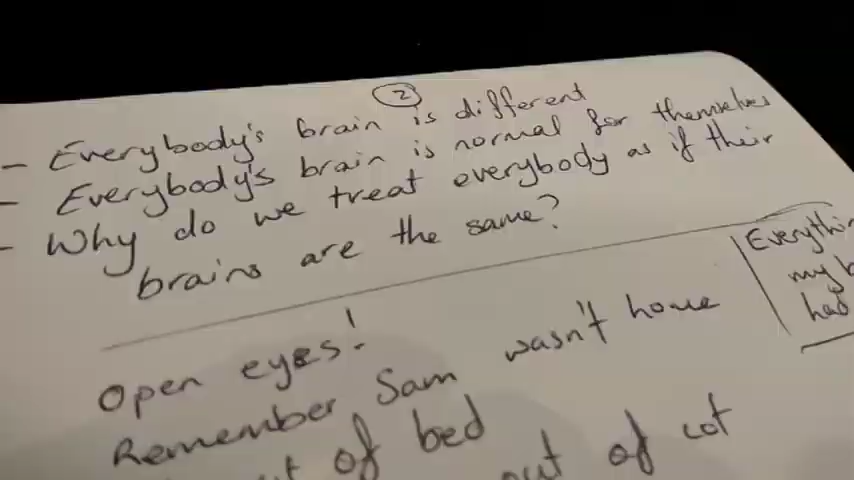 2
- Everybody's brain is different
- Everybody's brain is normal for themselves
- Why do we treat everybody as if their
brains are the same?
Everythin
my b
had
Open eyes!
Remember Sam wasn't home
of bed
out of cot